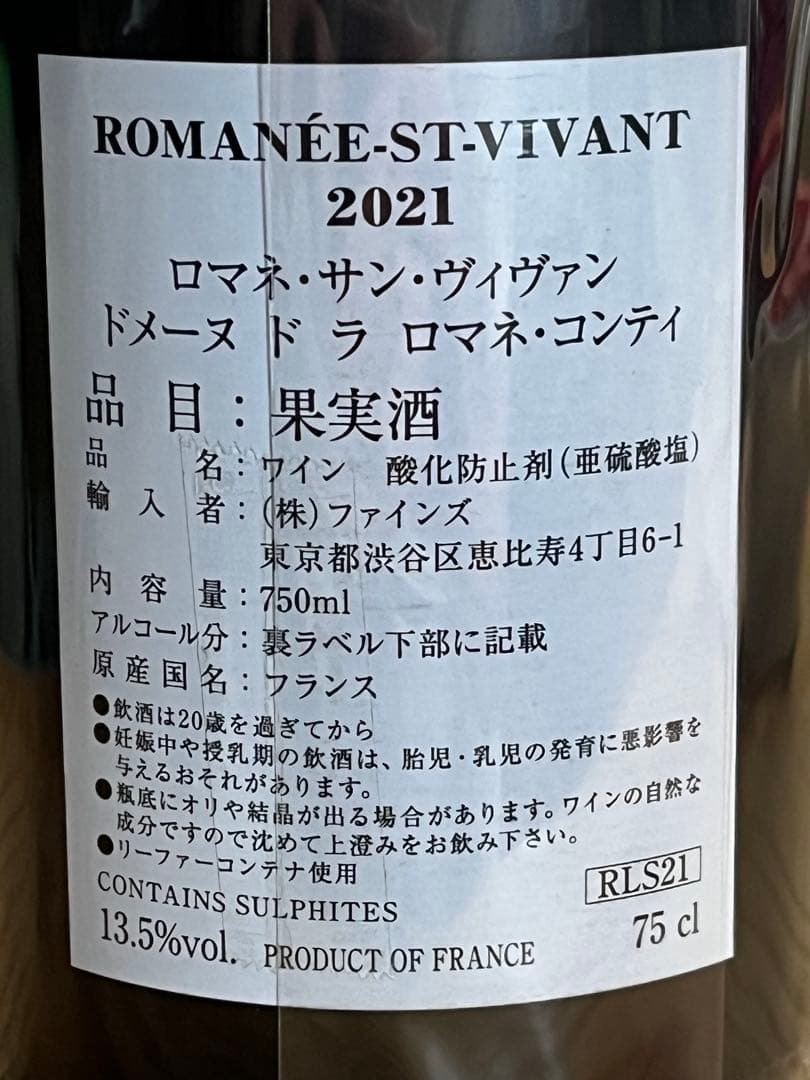 ROMANÉE-ST-VIVANT
2021
ロマネ・サン・ヴィヴァン
ドメーヌ ド ラ ロマネ・コンティ
品 目：果実酒
品 名：ワイン 酸化防止剤(亜硫酸塩)
輸 入 者：(株)ファインズ
東京都渋谷区恵比寿4丁目6-1
内 容 量：750ml
アルコール分：裏ラベル下部に記載
原 産 国 名：フランス
●飲酒は20歳を過ぎてから
●妊娠中や授乳期の飲酒は、胎児・乳児の発育に悪影響を
与えるおそれがあります。
●瓶底にオリや結晶が出る場合があります。ワインの自然な
成分ですので沈めて上澄みをお飲み下さい。
●リーファーコンテナ使用
CONTAINS SULPHITES
RLS21
13.5%vol. PRODUCT OF FRANCE 75 cl